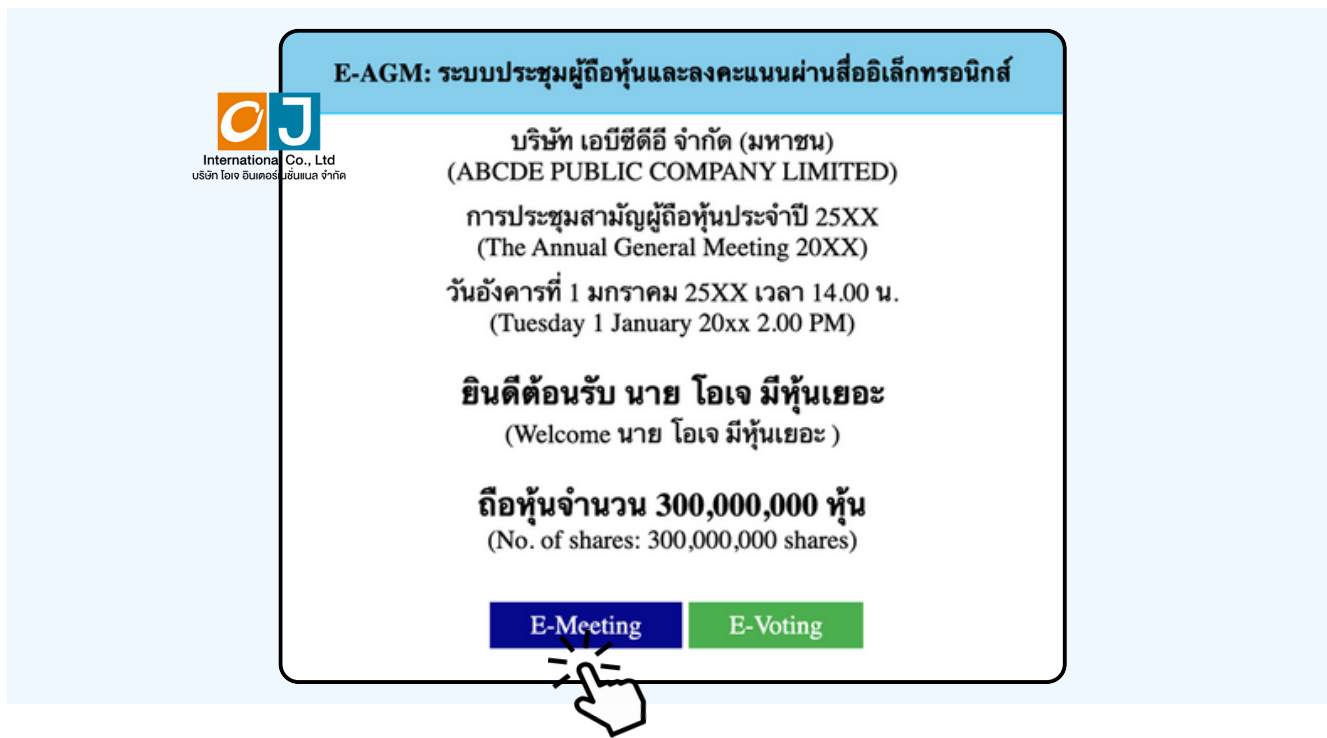 E-AGM: ระบบประชุมผู้ถือหุ้นและลงคะแนนผ่านสื่ออิเล็กทรอนิกส์
OJ
International Co., Ltd
บริษัท โอเจ อินเตอร์เนชั่นแนล จำกัด
บริษัท เอบีซีดีอี จำกัด (มหาชน)
(ABCDE PUBLIC COMPANY LIMITED)
การประชุมสามัญผู้ถือหุ้นประจำปี 25XX
(The Annual General Meeting 20XX)
วันอังคารที่ 1 มกราคม 25XX เวลา 14.00 น.
(Tuesday 1 January 20xx 2.00 PM)
ยินดีต้อนรับ นาย โอเจ มีหุ้นเยอะ
(Welcome นาย โอเจ มีหุ้นเยอะ )
ถือหุ้นจำนวน 300,000,000 หุ้น
(No. of shares: 300,000,000 shares)
E-Meeting E-Voting